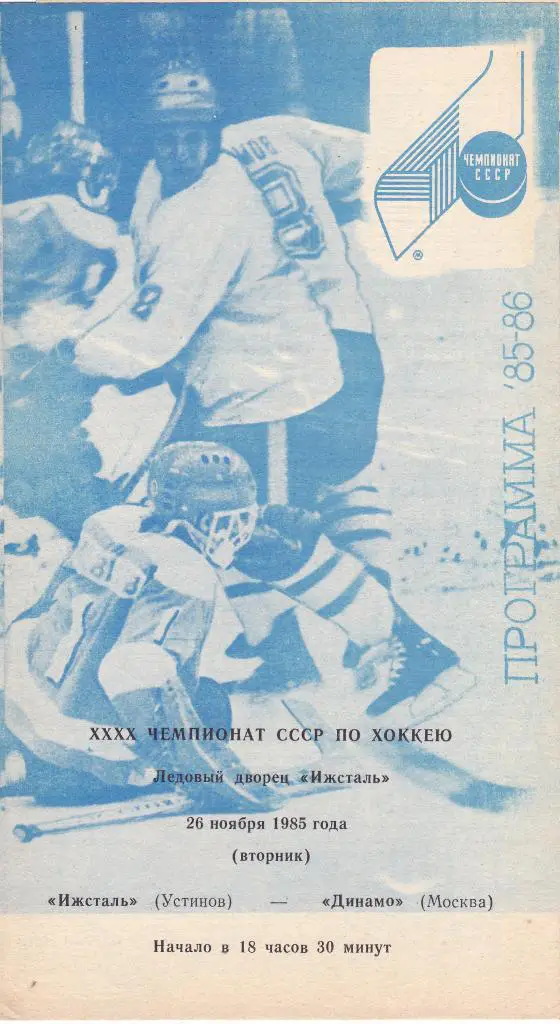 ЧЕМПИОНАТ
СССР
ПРОГРАММА '85-86
XXXX ЧЕМПИОНАТ СССР ПО ХОККЕЮ
Ледовый дворец «Ижсталь»
26 ноября 1985 года
(вторник)
«Ижсталь» (Устинов) — «Динамо» (Москва)
Начало в 18 часов 30 минут